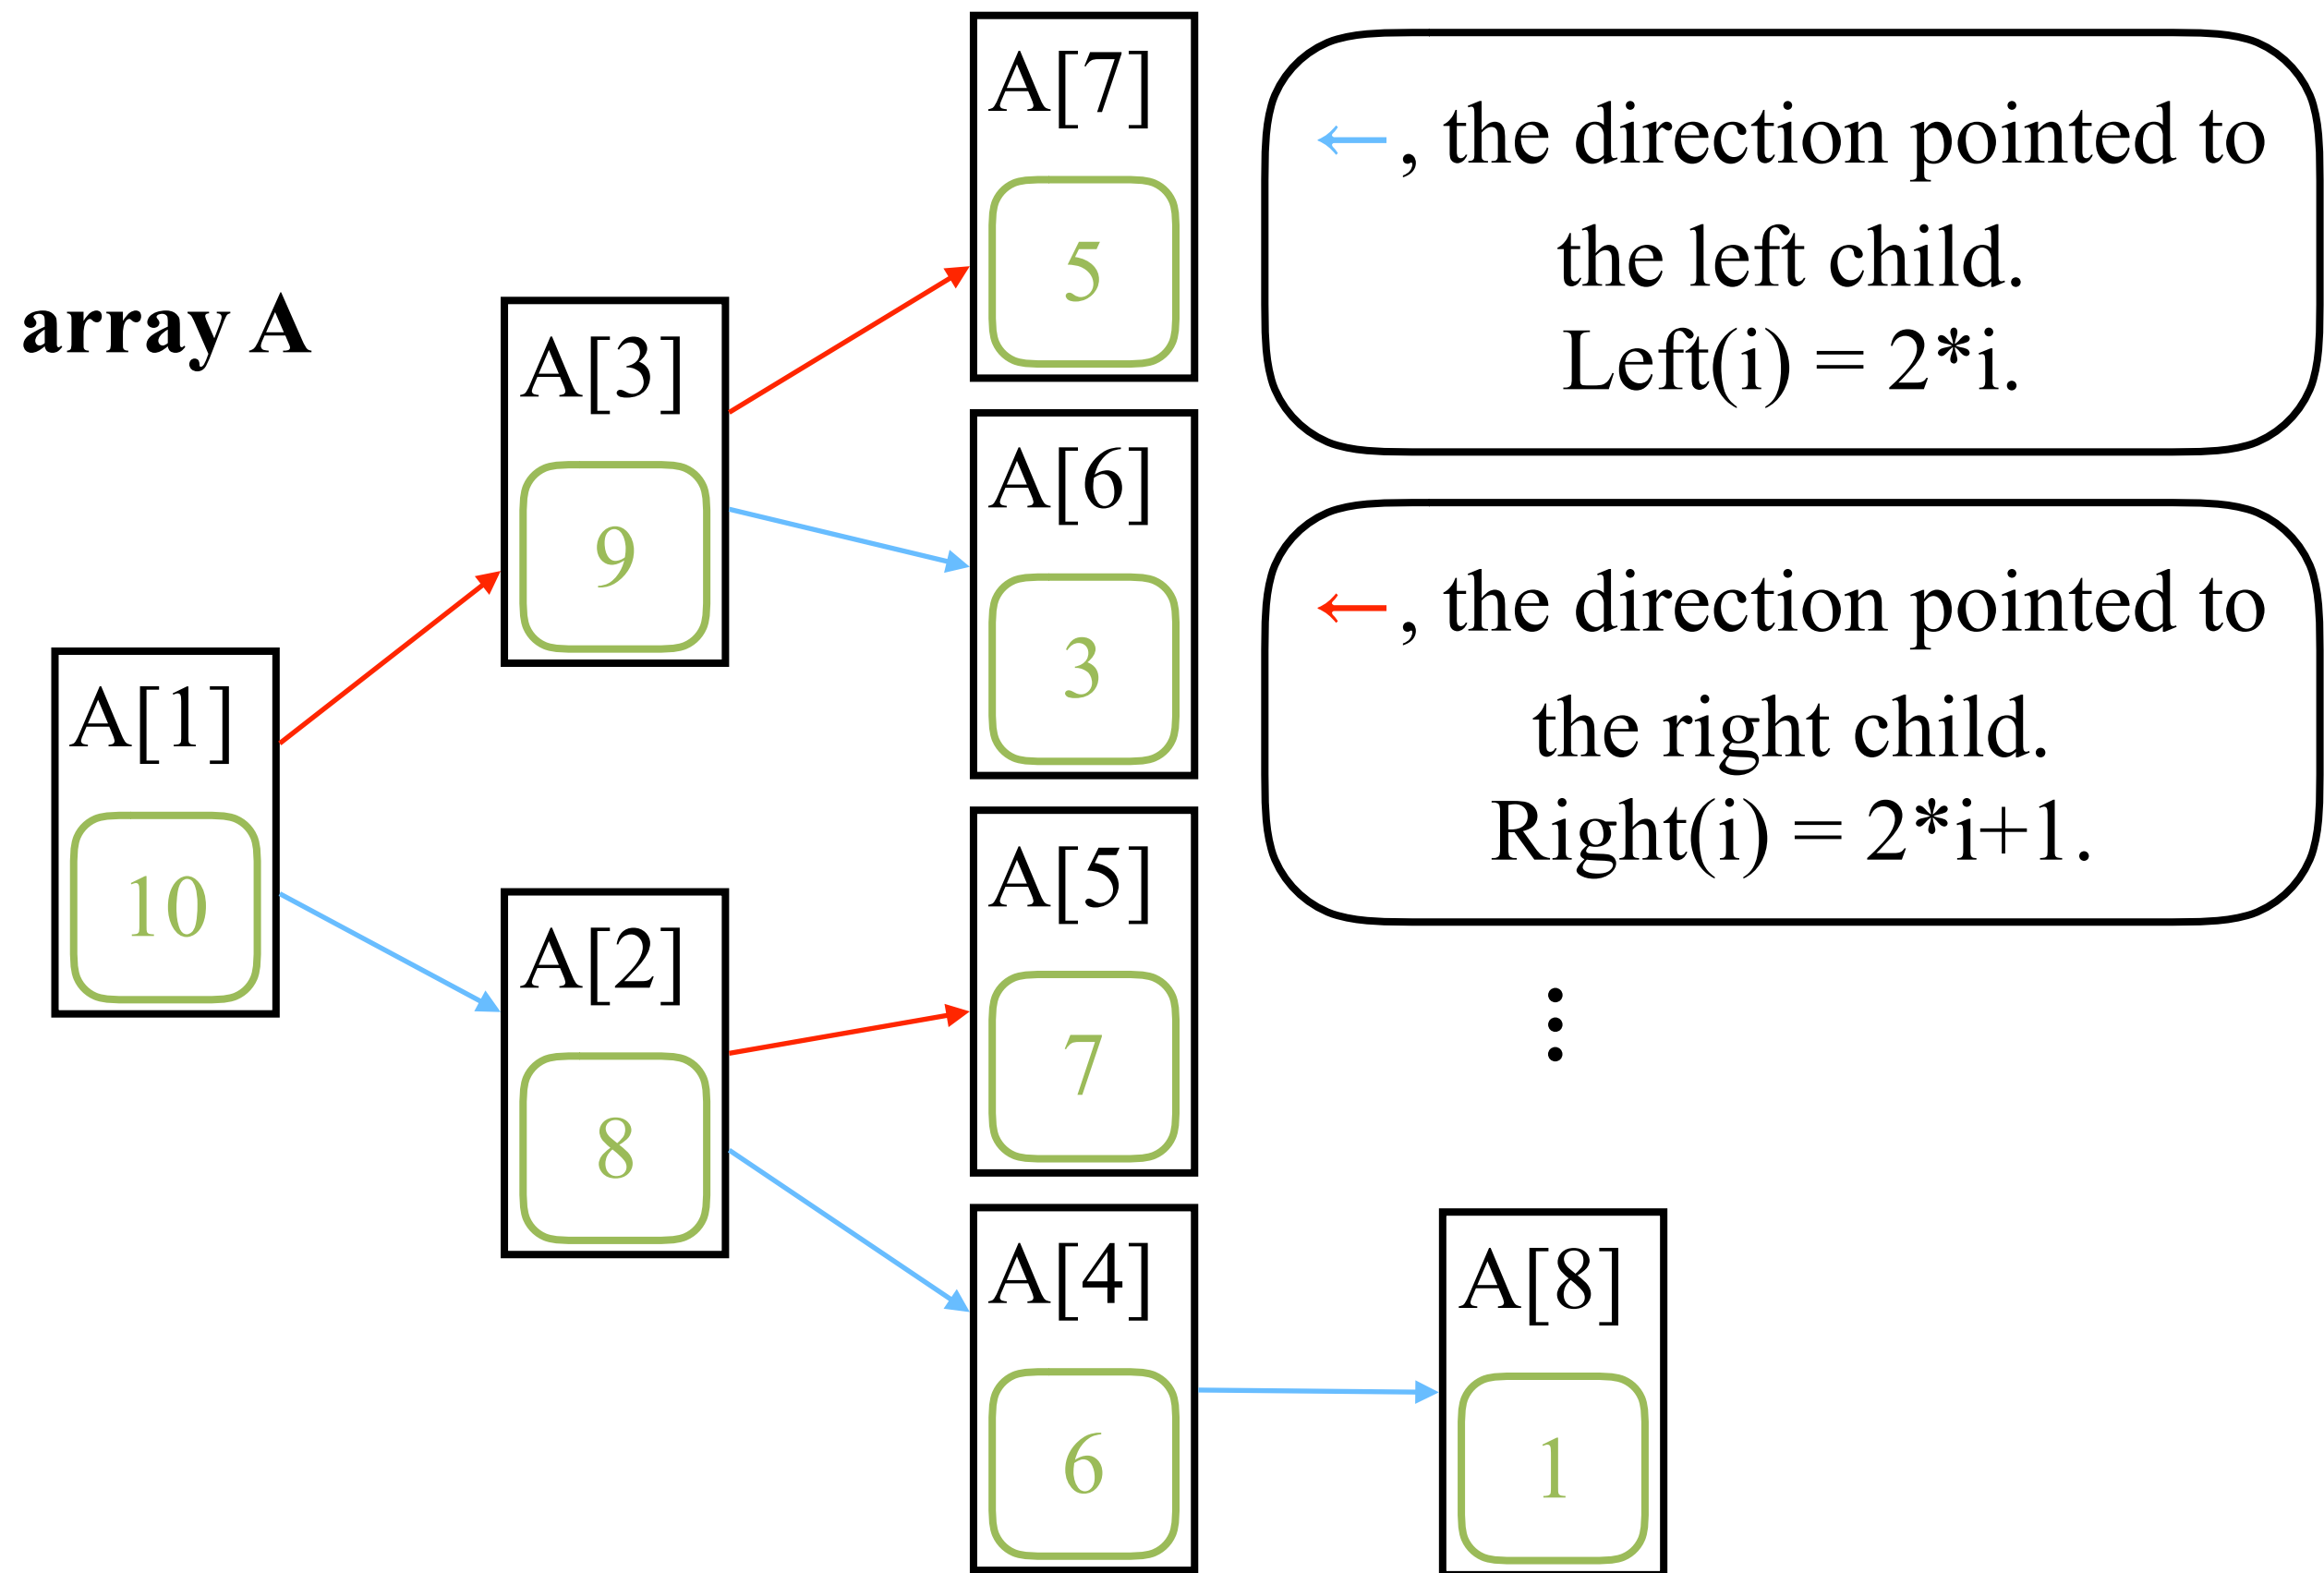 array A
A[1]
10
A[3]
9
A[2]
8
A[7]
5
A[6]
3
A[5]
7
A[4]
6
A[8]
1
←, the direction pointed to
the left child.
Left(i) = 2*i.
←, the direction pointed to
the right child.
Right(i) = 2*i+1.
⋮